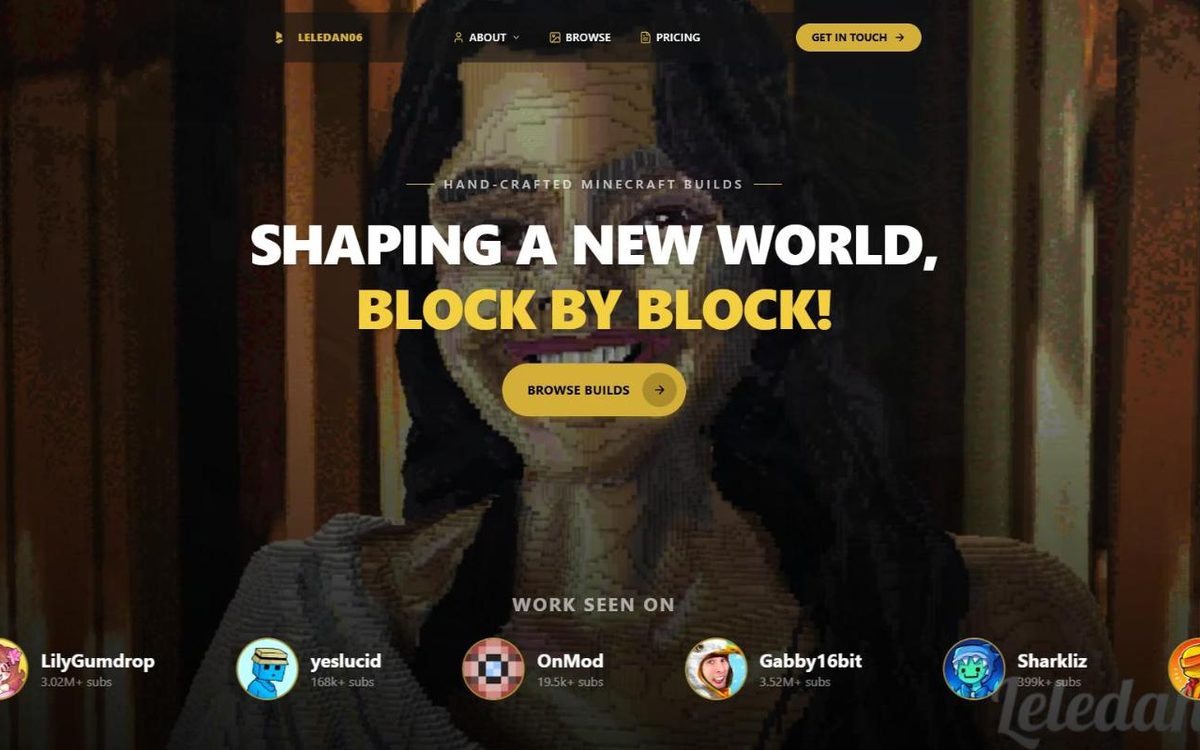 LELEDAN06
ABOUT
BROWSE
PRICING
GET IN TOUCH
HAND-CRAFTED MINECRAFT BUILDS
SHAPING A NEW WORLD,
BLOCK BY BLOCK!
BROWSE BUILDS
WORK SEEN ON
LilyGumdrop
3.02M+ subs
yeslucid
168k+ subs
OnMod
19.5k+ subs
Gabby16bit
3.52M+ subs
Sharkliz
399k+ subs
Leledan